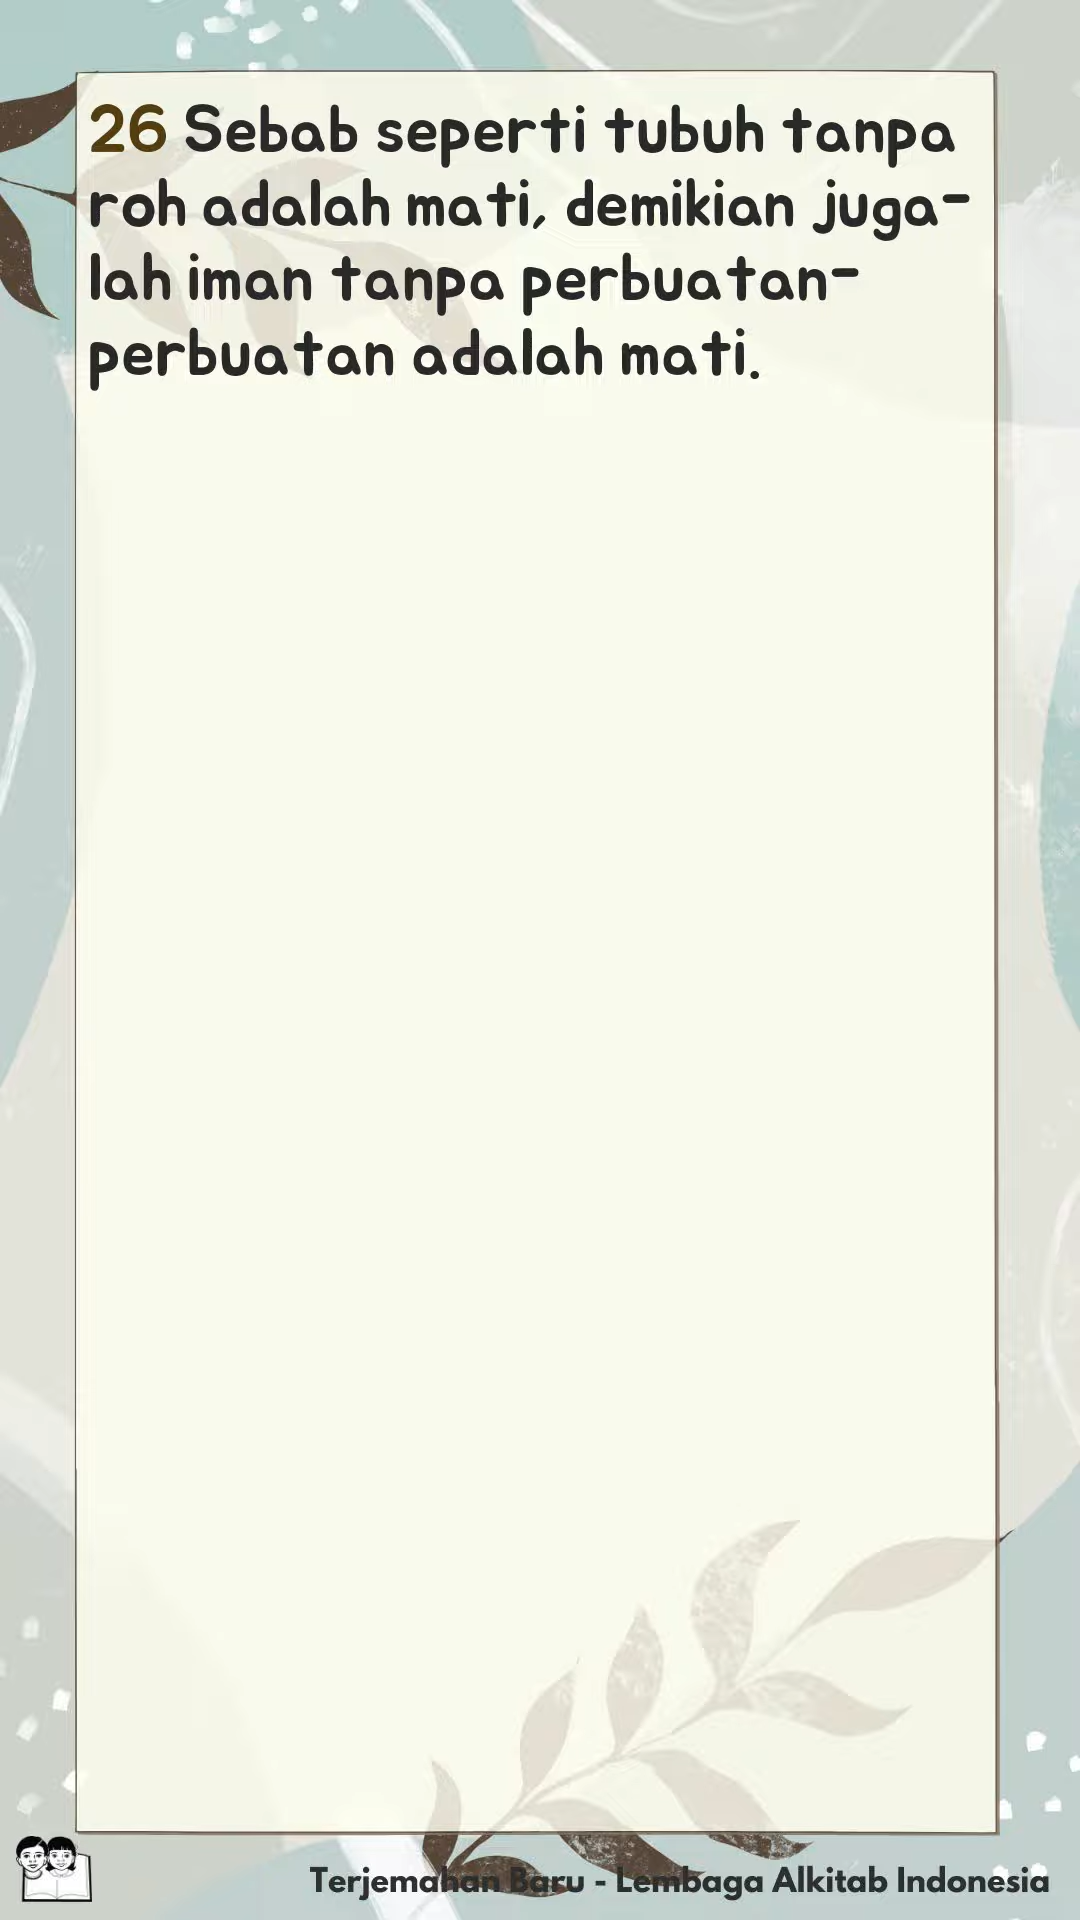 26 Sebab seperti tubuh tanpa
roh adalah mati, demikian juga-
lah iman tanpa perbuatan-
perbuatan adalah mati.
Terjemahan Baru - Lembaga Alkitab Indonesia